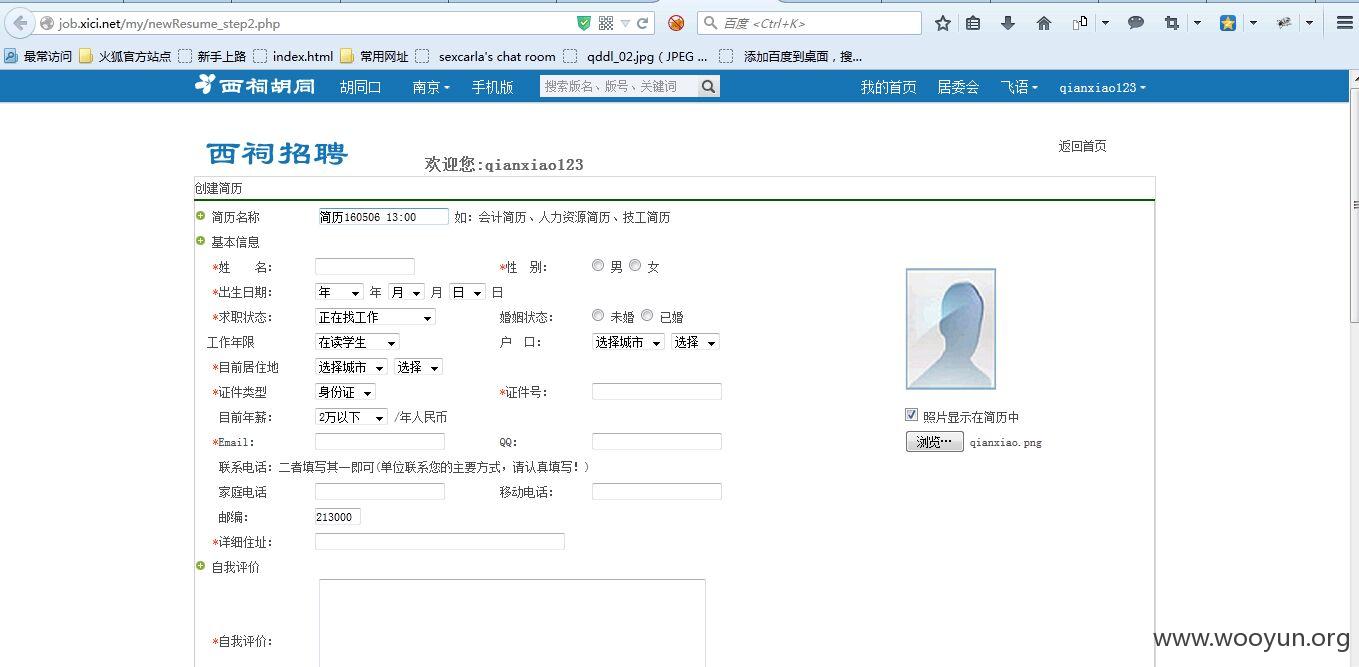 job.xici.net/my/newResume_step2.php 百度 <Ctrl+K>
最常访问 火狐官方站点 新手上路 index.html 常用网址 sexcarla's chat room qddl_02.jpg ( JPEG ... 添加百度到桌面，搜...
西祠胡同 胡同口 南京 手机版 搜索版名、版号、关键词 我的首页 居委会 飞语 qianxiao123
西祠招聘 欢迎您:qianxiao123 返回首页
创建简历
简历名称 简历160506 13:00 如：会计简历、人力资源简历、技工简历
基本信息
*姓 名: *性 别: 男 女
*出生日期: 年 年 月 月 日 日
*求职状态: 正在找工作 婚姻状态: 未婚 已婚
工作年限 在读学生 户 口: 选择城市 选择
*目前居住地 选择城市 选择
*证件类型 身份证 *证件号:
目前年薪: 2万以下 /年人民币 照片显示在简历中
*Email: QQ: 浏览… qianxiao.png
联系电话: 二者填写其一即可(单位联系您的主要方式，请认真填写！)
家庭电话 移动电话:
邮编: 213000
*详细住址:
自我评价
*自我评价:
www.wooyun.org